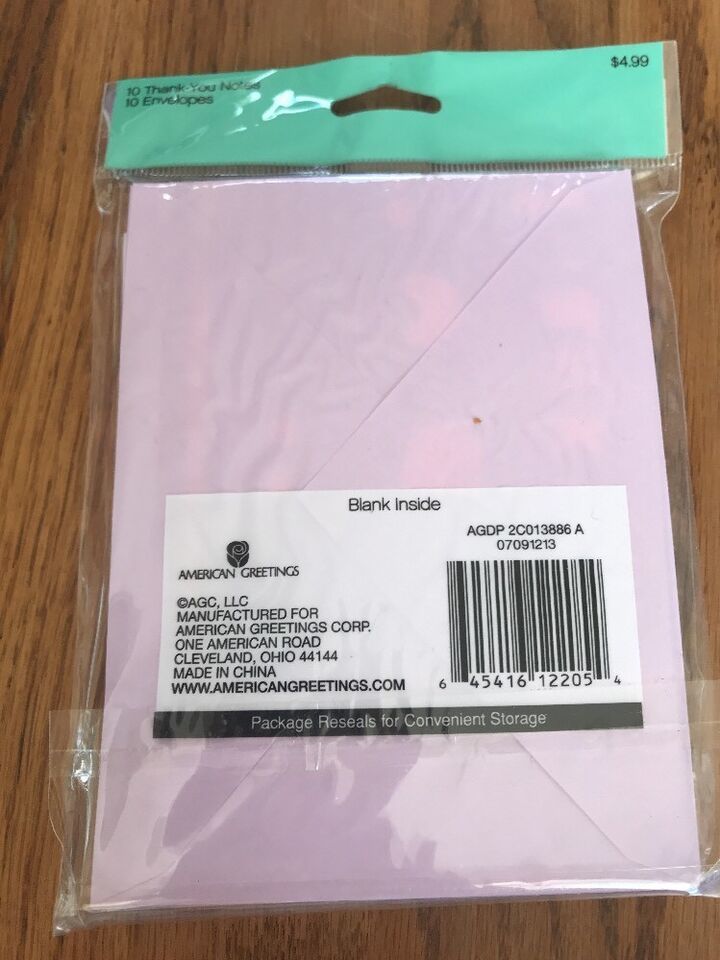 10 Thank-You Notes
10 Envelopes
$4.99
Blank Inside
AGDP 2C013886 A
07091213
AMERICAN GREETINGS
©AGC, LLC
MANUFACTURED FOR
AMERICAN GREETINGS CORP.
ONE AMERICAN ROAD
CLEVELAND, OHIO 44144
MADE IN CHINA
WWW.AMERICANGREETINGS.COM
6 45416 12205 4
Package Reseals for Convenient Storage